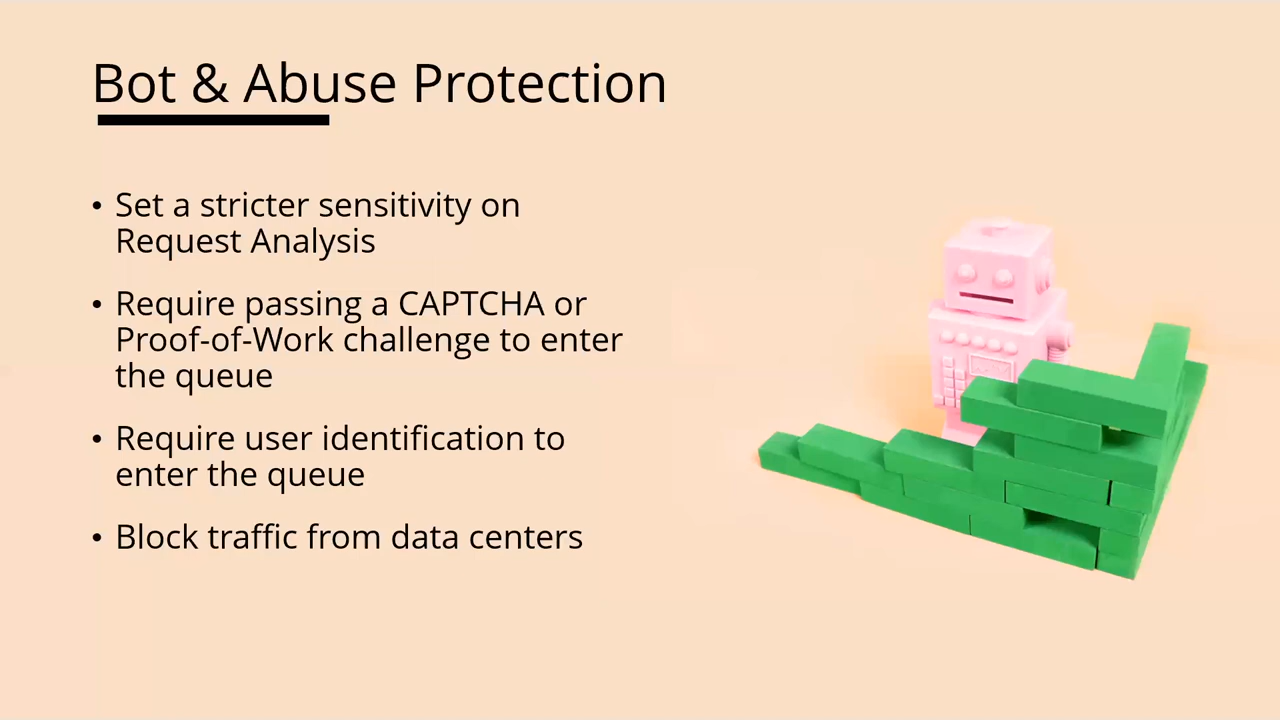 Bot & Abuse Protection
• Set a stricter sensitivity on
Request Analysis
• Require passing a CAPTCHA or
Proof-of-Work challenge to enter
the queue
• Require user identification to
enter the queue
• Block traffic from data centers